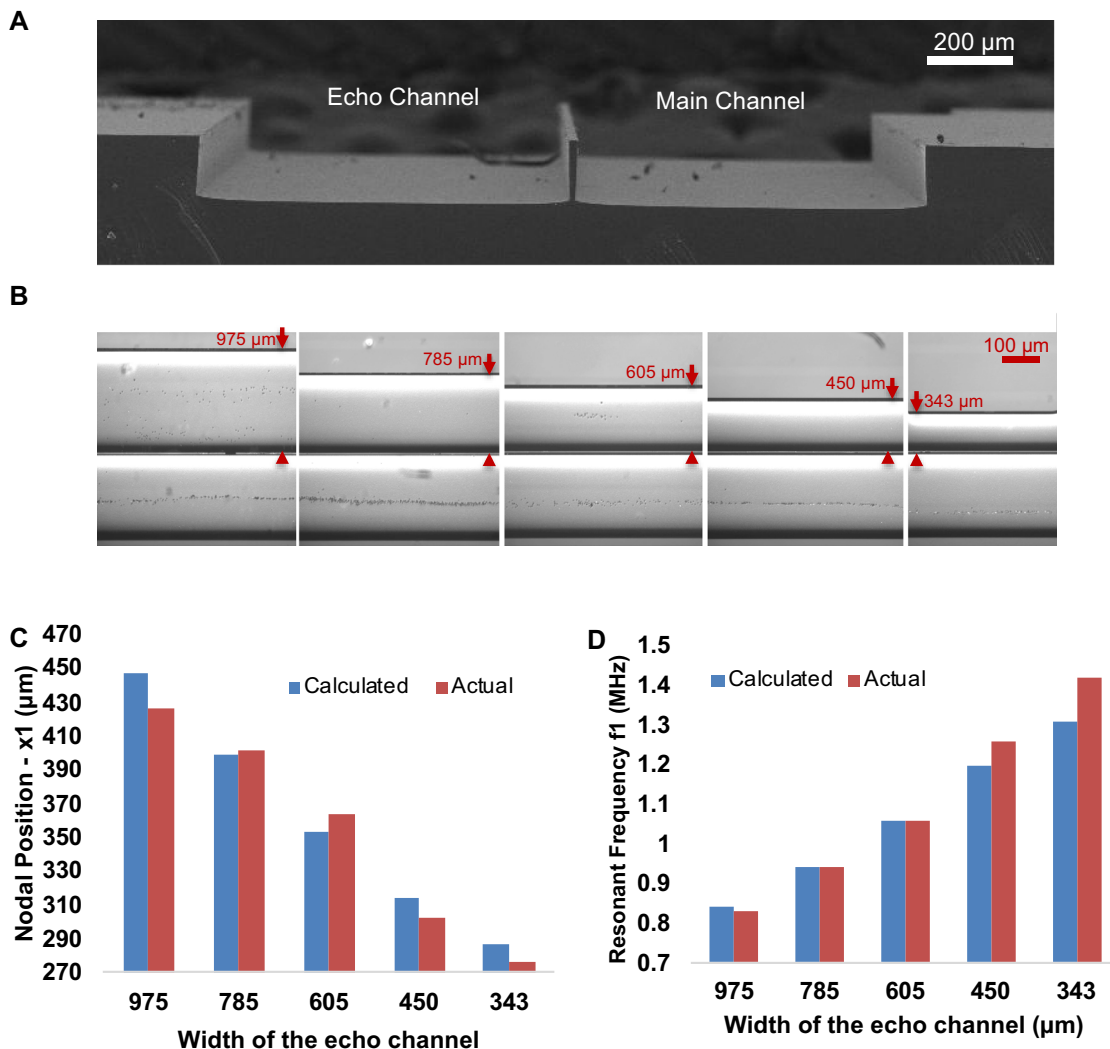 A
200 µm
Echo Channel
Main Channel
B
975 µm
785 µm
605 µm
450 µm
343 µm
100 µm
C
Nodal Position - x1 (µm)
470
450
430
410
390
370
350
330
310
290
270
Calculated
Actual
975 785 605 450 343
Width of the echo channel
D
Resonant Frequency f1 (MHz)
1.5
1.4
1.3
1.2
1.1
1
0.9
0.8
0.7
Calculated
Actual
975 785 605 450 343
Width of the echo channel (µm)